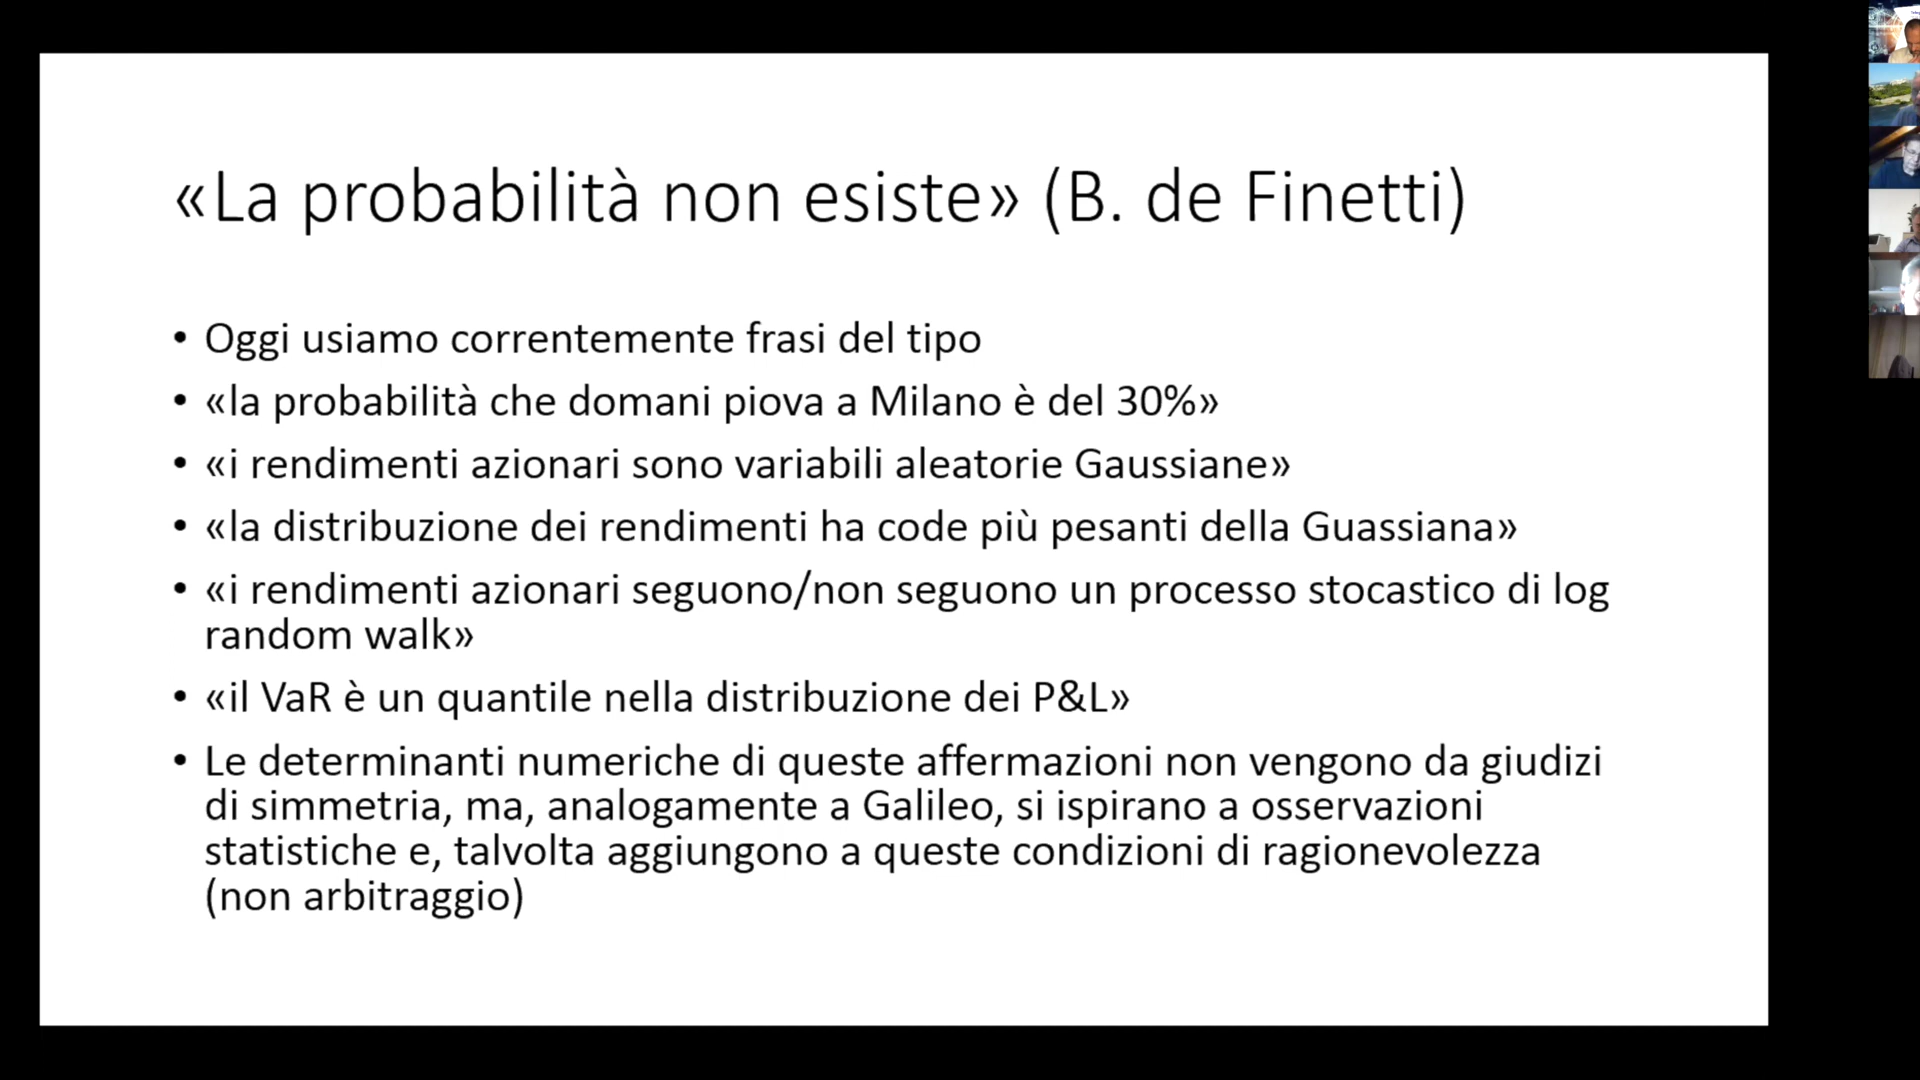 «La probabilità non esiste» (B. de Finetti)
• Oggi usiamo correntemente frasi del tipo
• «la probabilità che domani piova a Milano è del 30%»
• «i rendimenti azionari sono variabili aleatorie Gaussiane»
• «la distribuzione dei rendimenti ha code più pesanti della Guassiana»
• «i rendimenti azionari seguono/non seguono un processo stocastico di log
random walk»
• «il VaR è un quantile nella distribuzione dei P&L»
• Le determinanti numeriche di queste affermazioni non vengono da giudizi
di simmetria, ma, analogamente a Galileo, si ispirano a osservazioni
statistiche e, talvolta aggiungono a queste condizioni di ragionevolezza
(non arbitraggio)